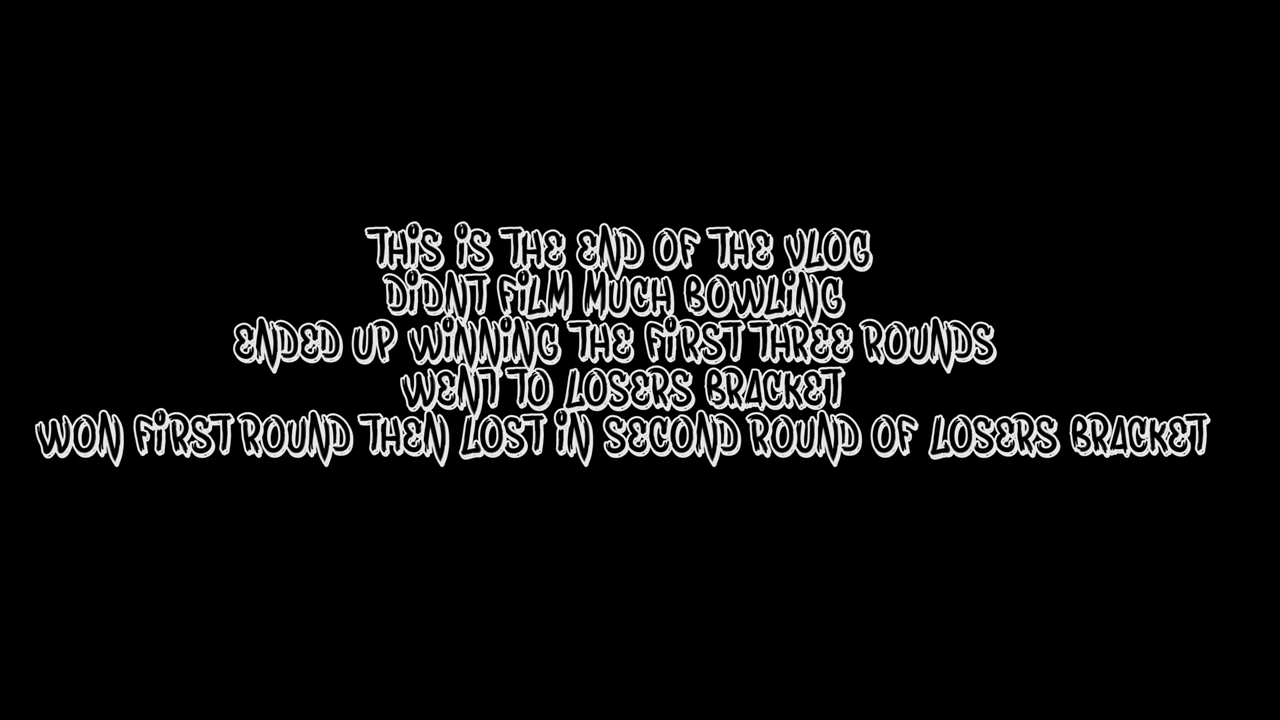 THIS IS THE END OF THE VLOG
DIDNT FILM MUCH BOWLING
ENDED UP WINNING THE FIRST THREE ROUNDS
WENT TO LOSERS BRACKET
WON FIRST ROUND THEN LOST IN SECOND ROUND OF LOSERS BRACKET